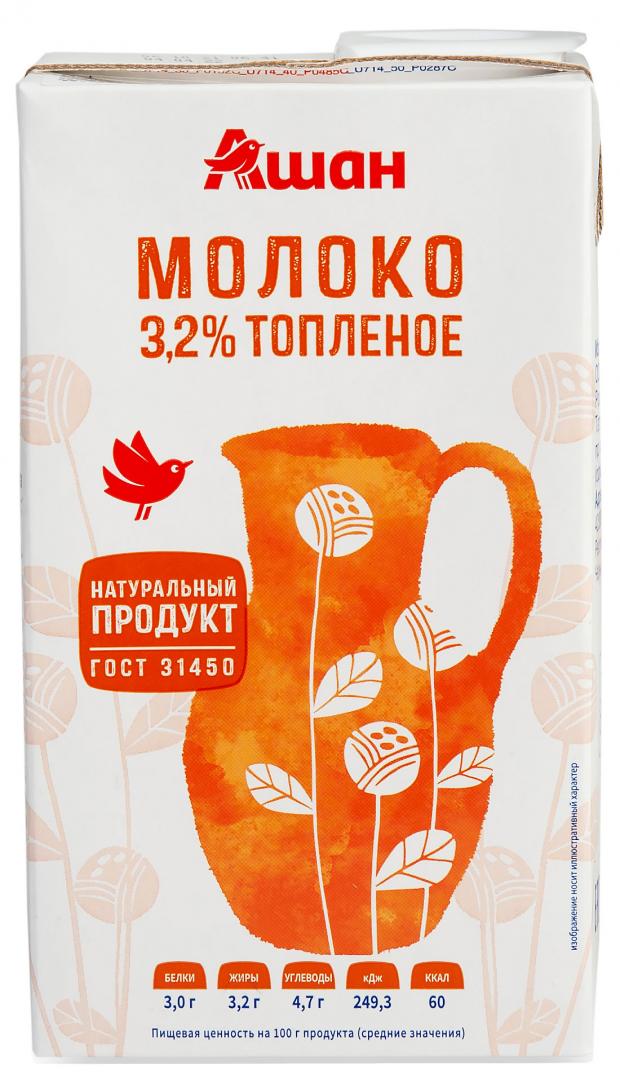 U714_40_P0485C_U714_50_P0287C
Ашан
МОЛОКО
3,2% ТОПЛЕНОЕ
НАТУРАЛЬНЫЙ
ПРОДУКТ
ГОСТ 31450
изображение носит иллюстративный характер
БЕЛКИ ЖИРЫ УГЛЕВОДЫ кДж ККАЛ
3,0 г 3,2 г 4,7 г 249,3 60
Пищевая ценность на 100 г продукта (средние значения)